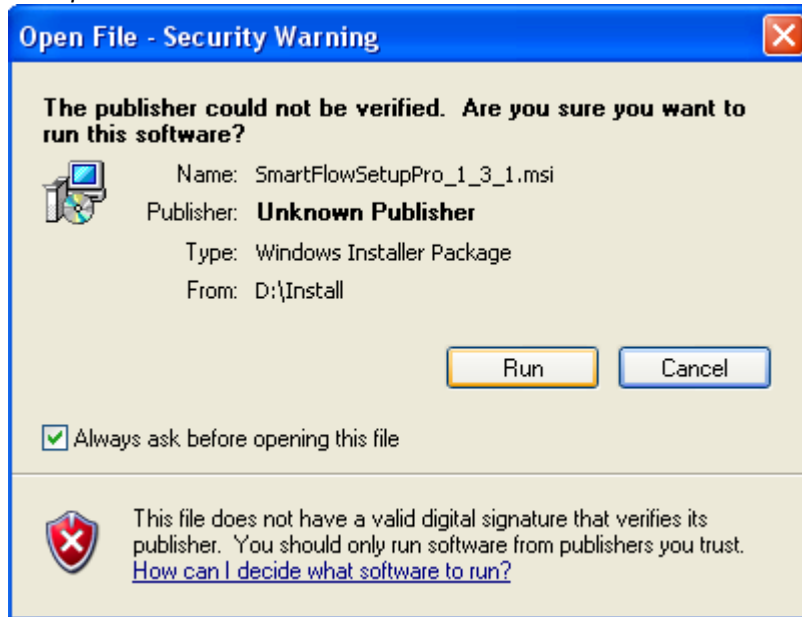 Open File - Security Warning
The publisher could not be verified.  Are you sure you want to
run this software?
Name: SmartFlowSetupPro_1_3_1.msi
Publisher: Unknown Publisher
Type: Windows Installer Package
From: D:\Install
Run Cancel
Always ask before opening this file
This file does not have a valid digital signature that verifies its
publisher.  You should only run software from publishers you trust.
How can I decide what software to run?